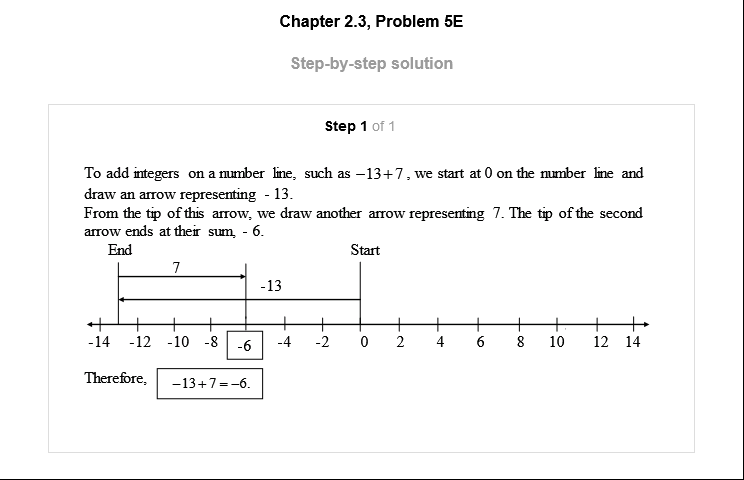 Chapter 2.3, Problem 5E
Step-by-step solution
Step 1 of 1
To add integers on a number line, such as −13+7, we start at 0 on the number line and
draw an arrow representing - 13.
From the tip of this arrow, we draw another arrow representing 7. The tip of the second
arrow ends at their sum, - 6.
End Start
7
-13
-14 -12 -10 -8 -6 -4 -2 0 2 4 6 8 10 12 14
Therefore, −13+7=−6.